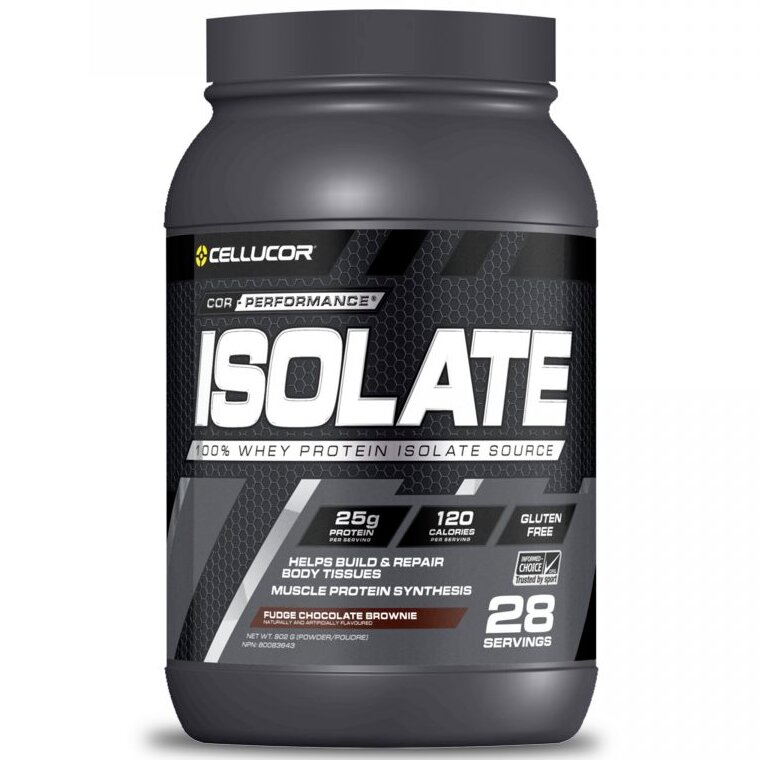 CELLUCOR®
COR-PERFORMANCE®
ISOLATE
100% WHEY PROTEIN ISOLATE SOURCE
25g
PROTEIN
PER SERVING
120
CALORIES
PER SERVING
GLUTEN
FREE
HELPS BUILD & REPAIR
BODY TISSUES
MUSCLE PROTEIN SYNTHESIS
INFORMED-
CHOICE
Trusted by sport
FUDGE CHOCOLATE BROWNIE
NATURALLY AND ARTIFICIALLY FLAVOURED
NET WT. 902 G (POWDER/POUDRE)
NPN: 80083643
28
SERVINGS